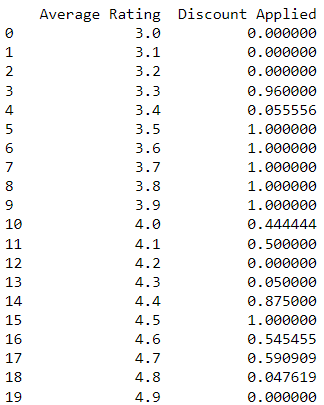 Average Rating Discount Applied
0 3.0 0.000000
1 3.1 0.000000
2 3.2 0.000000
3 3.3 0.960000
4 3.4 0.055556
5 3.5 1.000000
6 3.6 1.000000
7 3.7 1.000000
8 3.8 1.000000
9 3.9 1.000000
10 4.0 0.444444
11 4.1 0.500000
12 4.2 0.000000
13 4.3 0.050000
14 4.4 0.875000
15 4.5 1.000000
16 4.6 0.545455
17 4.7 0.590909
18 4.8 0.047619
19 4.9 0.000000